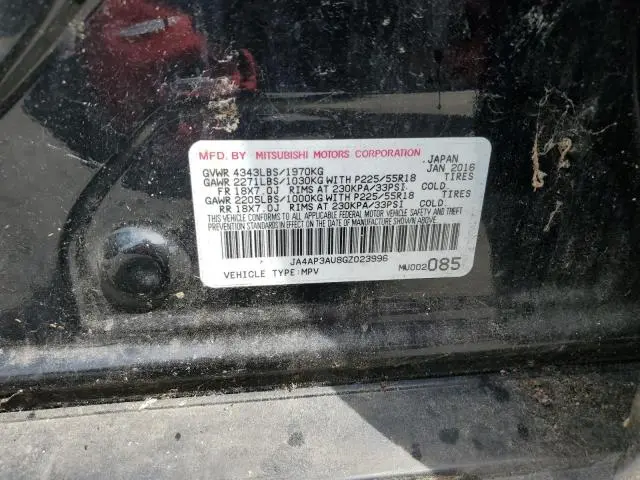 MFD. BY MITSUBISHI MOTORS CORPORATION JAPAN
GVWR 4343LBS/1970KG JAN 2016
GAWR 2271LBS/1030KG WITH P225/55R18 TIRES
FR 18X7.0J RIMS AT 230KPA/33PSI COLD
GAWR 2205LBS/1000KG WITH P225/55R18 TIRES
RR 18X7.0J RIMS AT 230KPA/33PSI COLD
THIS VEHICLE CONFORMS TO ALL APPLICABLE FEDERAL MOTOR VEHICLE SAFETY AND THEFT
PREVENTION STANDARDS IN EFFECT ON THE DATE OF MANUFACTURE SHOWN ABOVE.
JA4AP3AU8GZ023996
VEHICLE TYPE:MPV MU002085